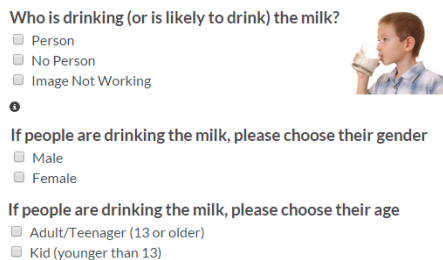 Who is drinking (or is likely to drink) the milk?
Person
No Person
Image Not Working
If people are drinking the milk, please choose their gender
Male
Female
If people are drinking the milk, please choose their age
Adult/Teenager (13 or older)
Kid (younger than 13)